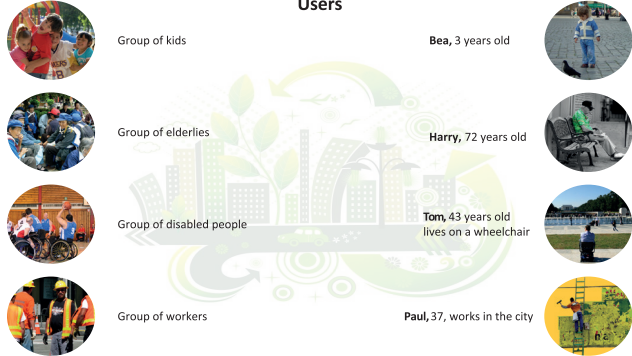 Users
Group of kids
Bea, 3 years old
Group of elderlies
Harry, 72 years old
Group of disabled people
Tom, 43 years old
lives on a wheelchair
Group of workers
Paul, 37, works in the city